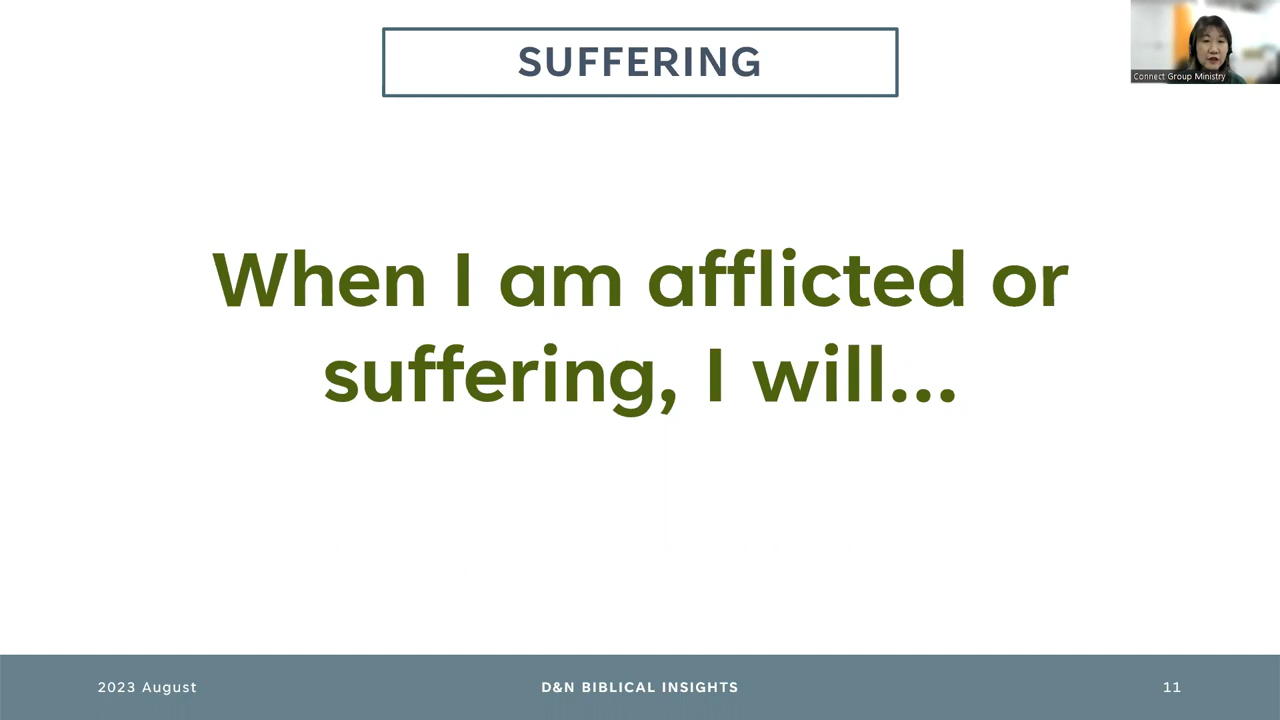 SUFFERING
Connect Group Ministry
When I am afflicted or
suffering, I will...
2023 August
D&N BIBLICAL INSIGHTS
11